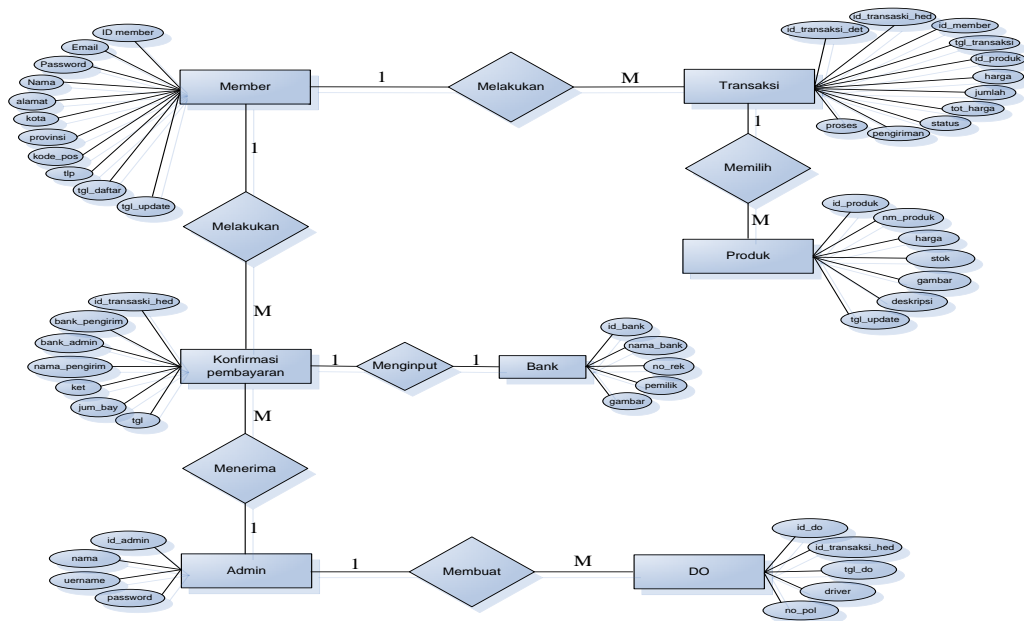 ID member
Email
Password
Nama
alamat
kota
provinsi
kode_pos
tlp
tgl_daftar
tgl_update
Member
1
Melakukan
M
Transaksi
id_transaksi_det
id_transaski_hed
id_member
tgl_transaksi
id_produk
harga
jumlah
tot_harga
status
pengiriman
proses
1
Memilih
M
Produk
id_produk
nm_produk
harga
stok
gambar
deskripsi
tgl_update
1
Melakukan
M
id_transaski_hed
bank_pengirim
bank_admin
nama_pengirim
ket
jum_bay
tgl
Konfirmasi
pembayaran
1
Menginput
1
Bank
id_bank
nama_bank
no_rek
pemilik
gambar
M
Menerima
1
id_admin
nama
uername
password
Admin
1
Membuat
M
DO
id_do
id_transaksi_hed
tgl_do
driver
no_pol